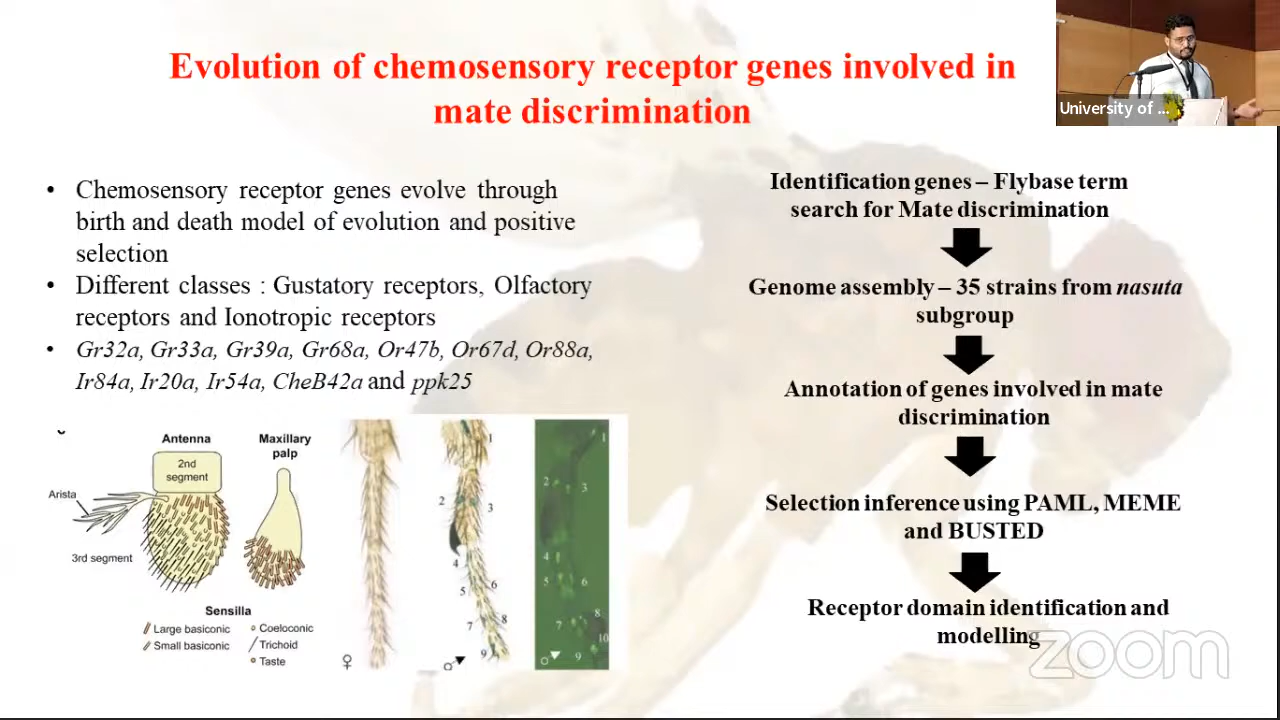 Evolution of chemosensory receptor genes involved in
mate discrimination
University of ...
• Chemosensory receptor genes evolve through
birth and death model of evolution and positive
selection
• Different classes : Gustatory receptors, Olfactory
receptors and Ionotropic receptors
• Gr32a, Gr33a, Gr39a, Gr68a, Or47b, Or67d, Or88a,
Ir84a, Ir20a, Ir54a, CheB42a and ppk25
Identification genes – Flybase term
search for Mate discrimination
Genome assembly – 35 strains from nasuta
subgroup
Annotation of genes involved in mate
discrimination
Selection inference using PAML, MEME
and BUSTED
Receptor domain identification and
modelling
Antenna
2nd
segment
Arista
3rd segment
Maxillary
palp
Sensilla
Large basiconic
Small basiconic
Coeloconic
Trichoid
Taste
♀
1
2
3
4
5
6
7
8
9
♂
1
2
3
4
5
6
7
8
10
9
♂
zoom